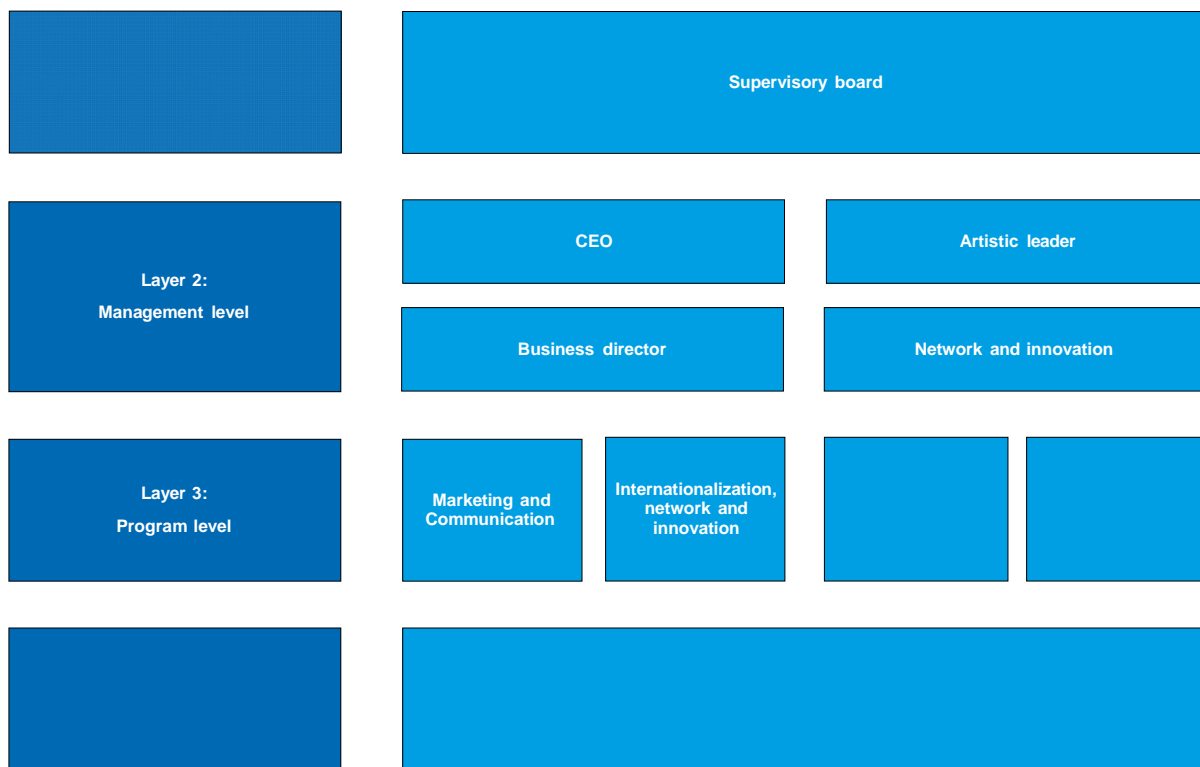 Supervisory board
CEO
Artistic leader
Layer 2:
Management level
Business director
Network and innovation
Layer 3:
Program level
Marketing and
Communication
Internationalization,
network and
innovation